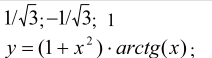 1/√3; -1/√3; 1
y = (1 + x²) · arctg(x);